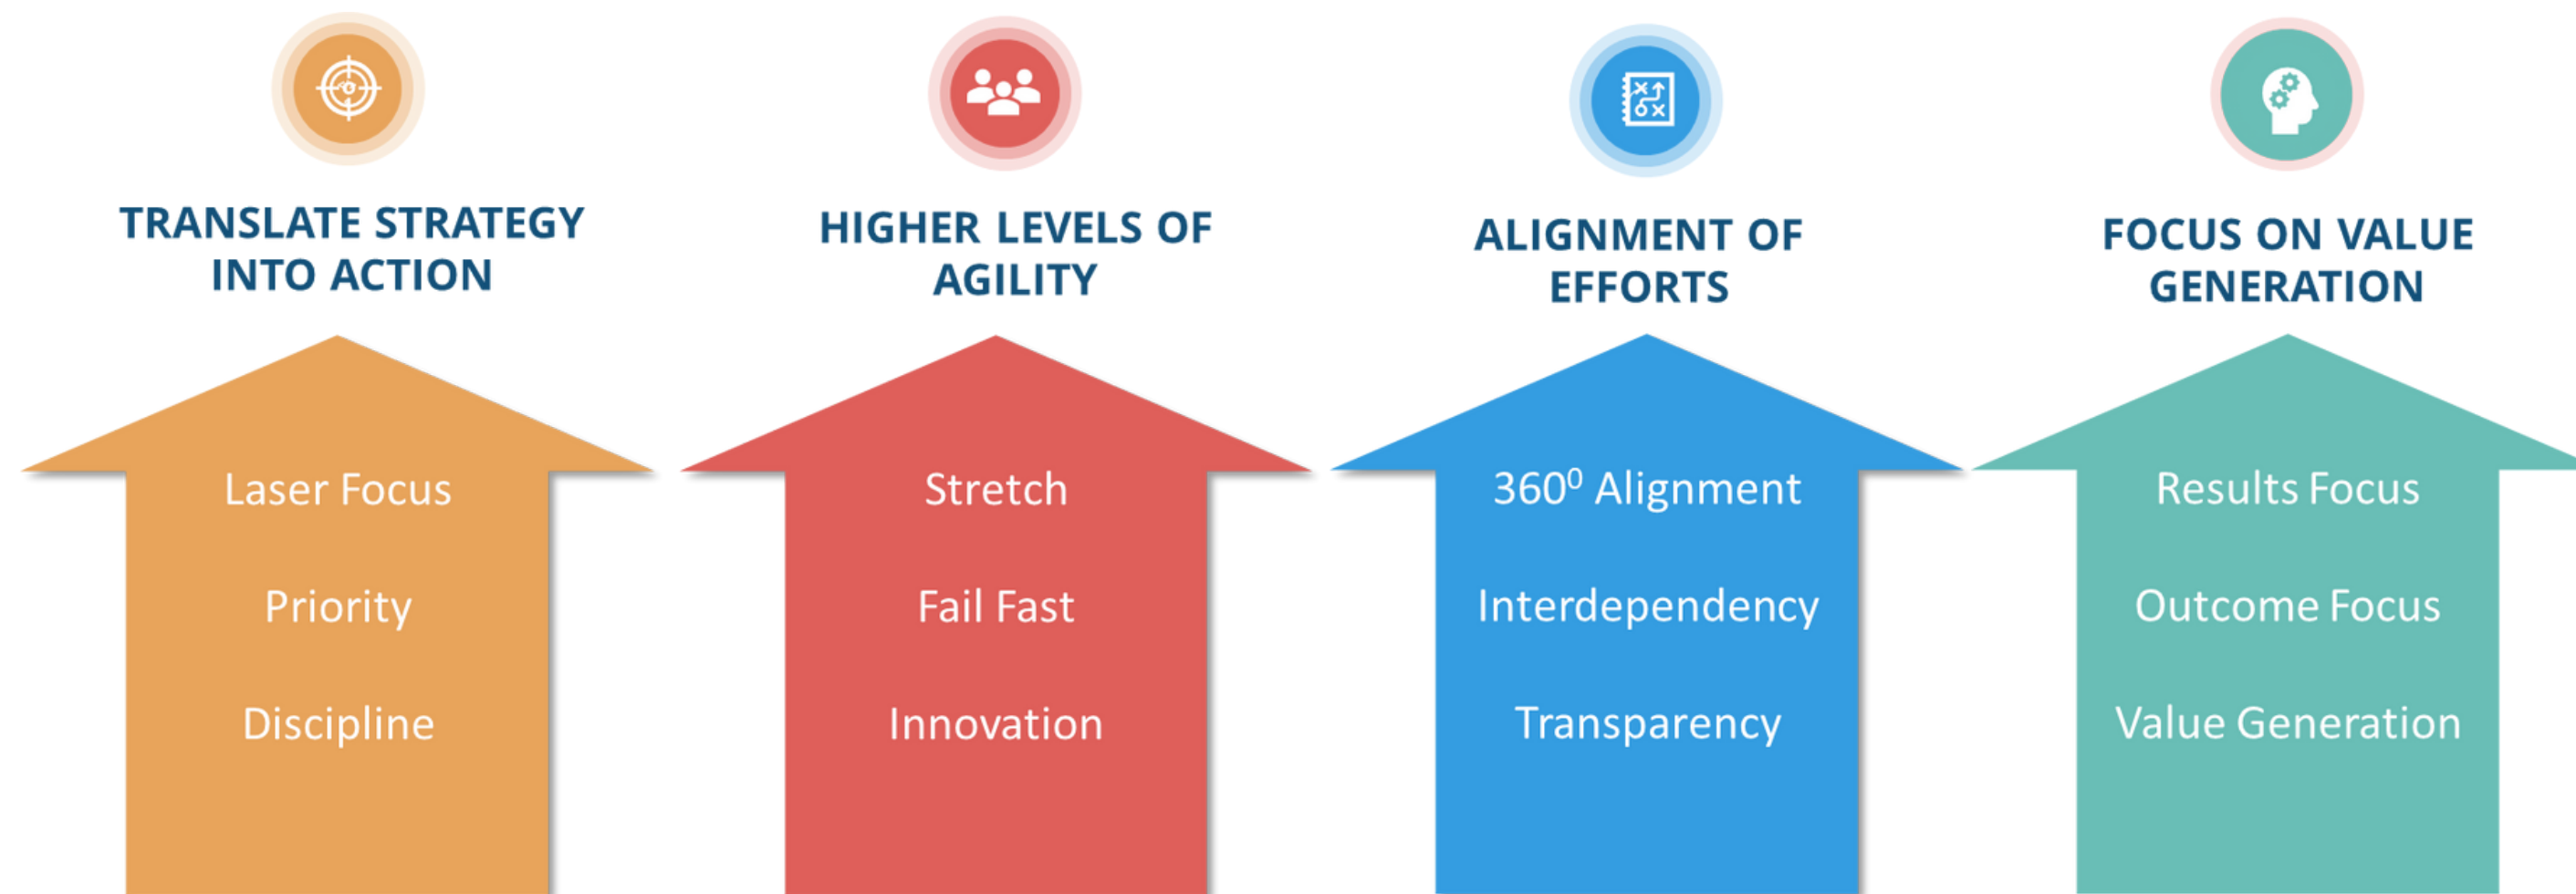 TRANSLATE STRATEGY
INTO ACTION
Laser Focus
Priority
Discipline
HIGHER LEVELS OF
AGILITY
Stretch
Fail Fast
Innovation
ALIGNMENT OF
EFFORTS
360⁰ Alignment
Interdependency
Transparency
FOCUS ON VALUE
GENERATION
Results Focus
Outcome Focus
Value Generation